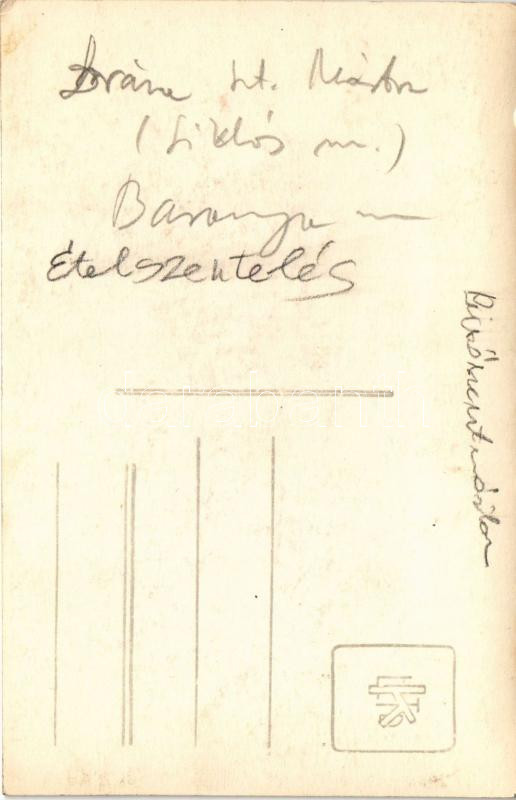 Dráva szt. Márton
(Siklós m.)
Baranya m
Ételszentelés